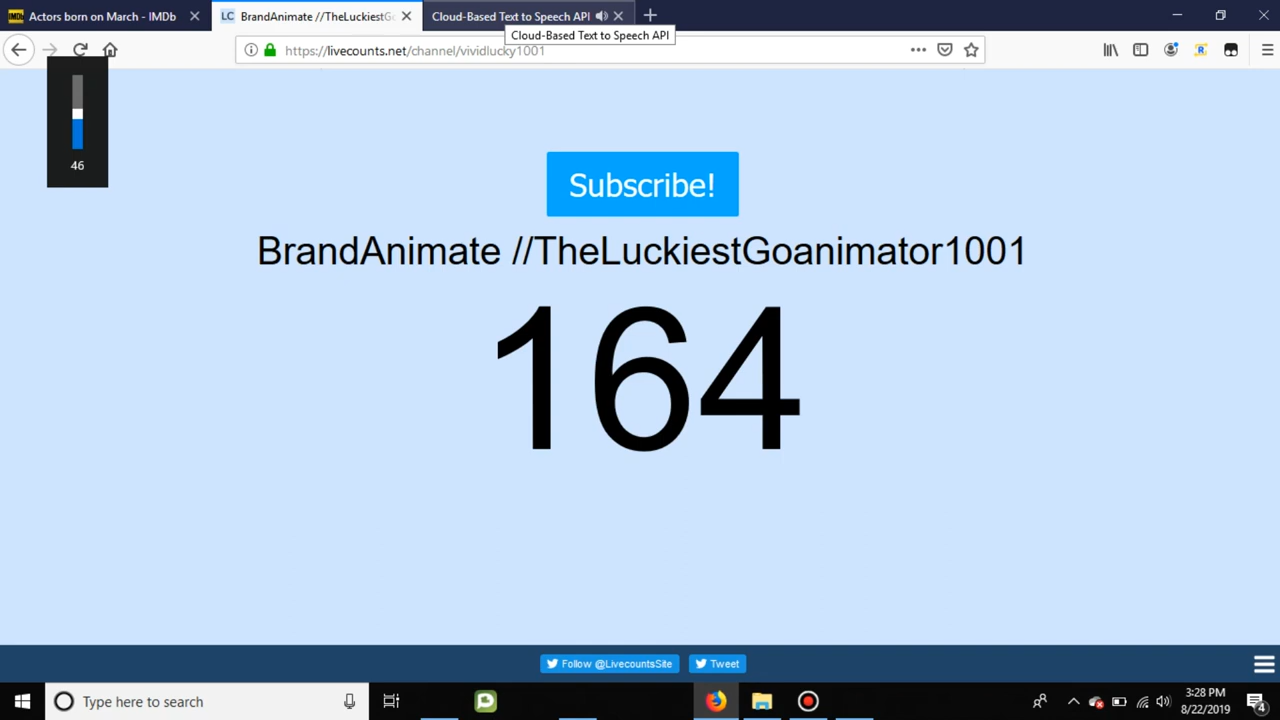 Actors born on March - IMDb
BrandAnimate //TheLuckiestGo
Cloud-Based Text to Speech API
Cloud-Based Text to Speech API
https://livecounts.net/channel/vividlucky1001
46
Subscribe!
BrandAnimate //TheLuckiestGoanimator1001
164
Follow @LivecountsSite
Tweet
Type here to search
3:28 PM
8/22/2019
4